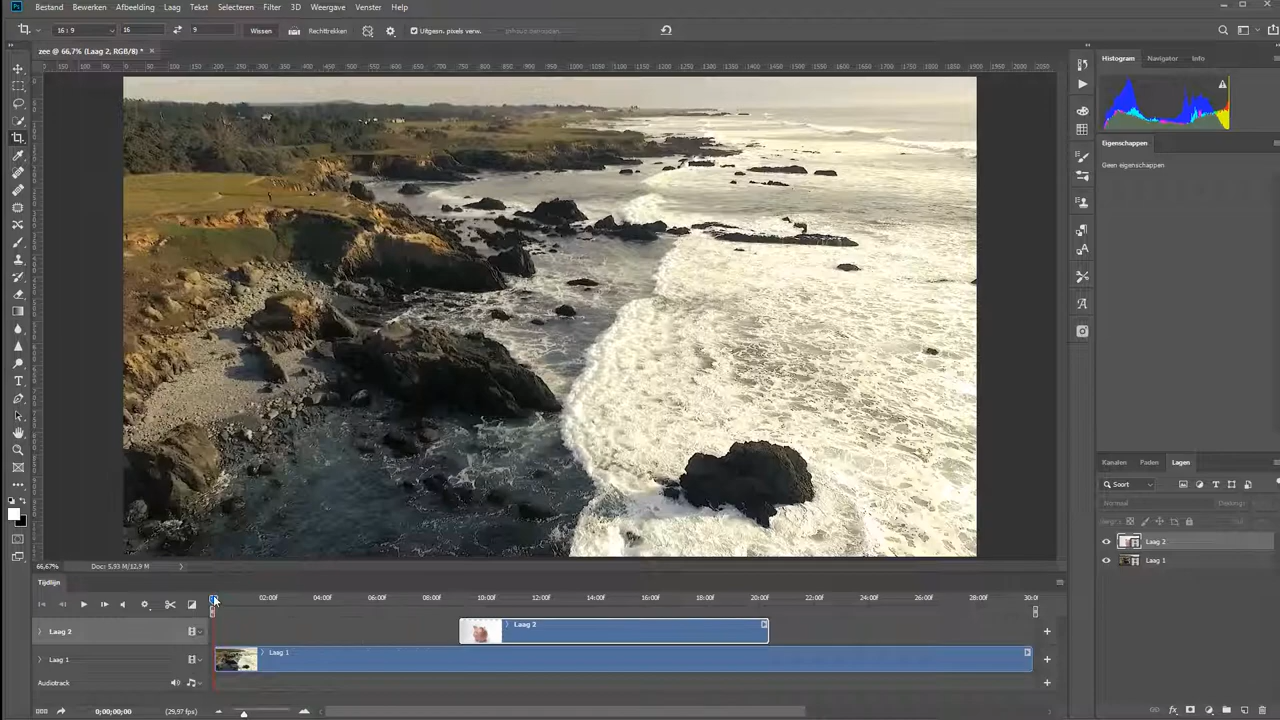 Bestand Bewerken Afbeelding Laag Tekst Selecteren Filter 3D Weergave Venster Help
16 : 9 16 9 Wissen Rechttrekken Uitgesn. pixels verw.
zee @ 66,7% (Laag 2, RGB/8) *
Histogram Navigator Info
Eigenschappen
Geen eigenschappen
Kanalen Paden Lagen
Soort
Normaal
Laag 2
Laag 1
66,67% Doc: 5,93 M/12,9 M
Tijdlijn
02:00f 04:00f 06:00f 08:00f 10:00f 12:00f 14:00f 16:00f 18:00f 20:00f 22:00f 24:00f 26:00f 28:00f 30:0
Laag 2 Laag 2
Laag 1 Laag 1
Audiotrack
0;00;00;00 (29,97 fps)